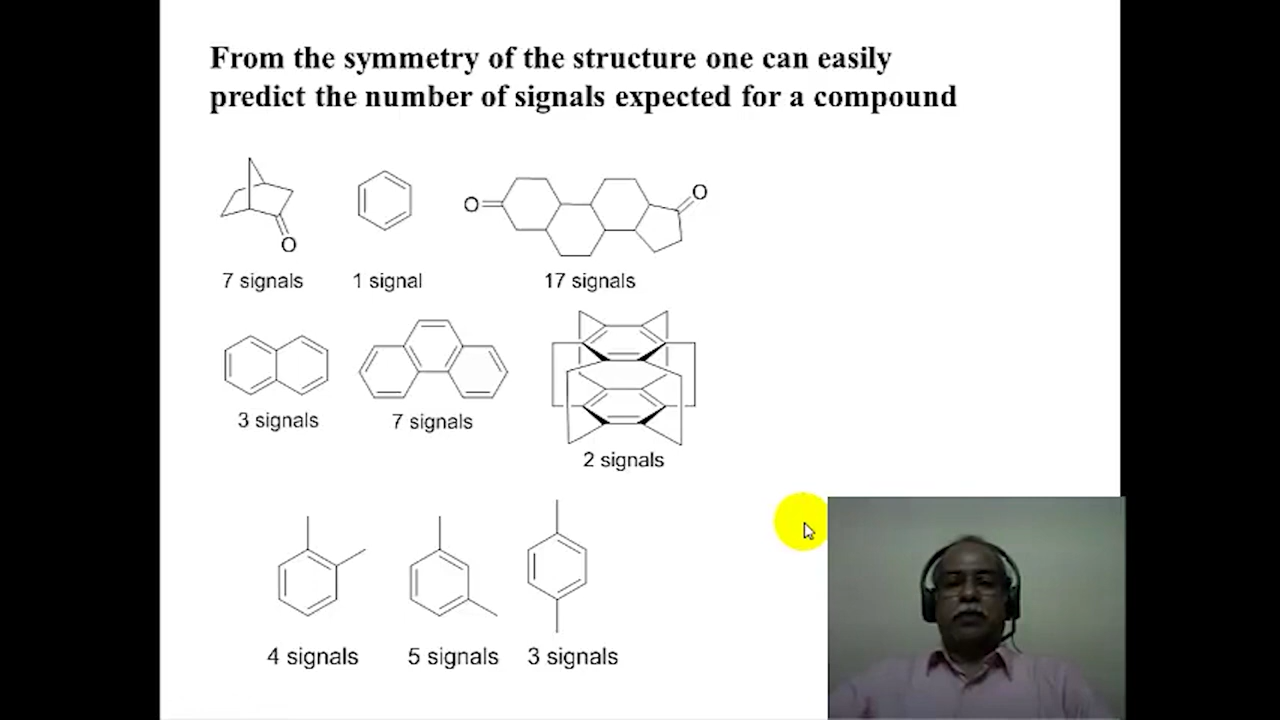 From the symmetry of the structure one can easily
predict the number of signals expected for a compound
O
O
O
7 signals
1 signal
17 signals
3 signals
7 signals
2 signals
4 signals
5 signals
3 signals